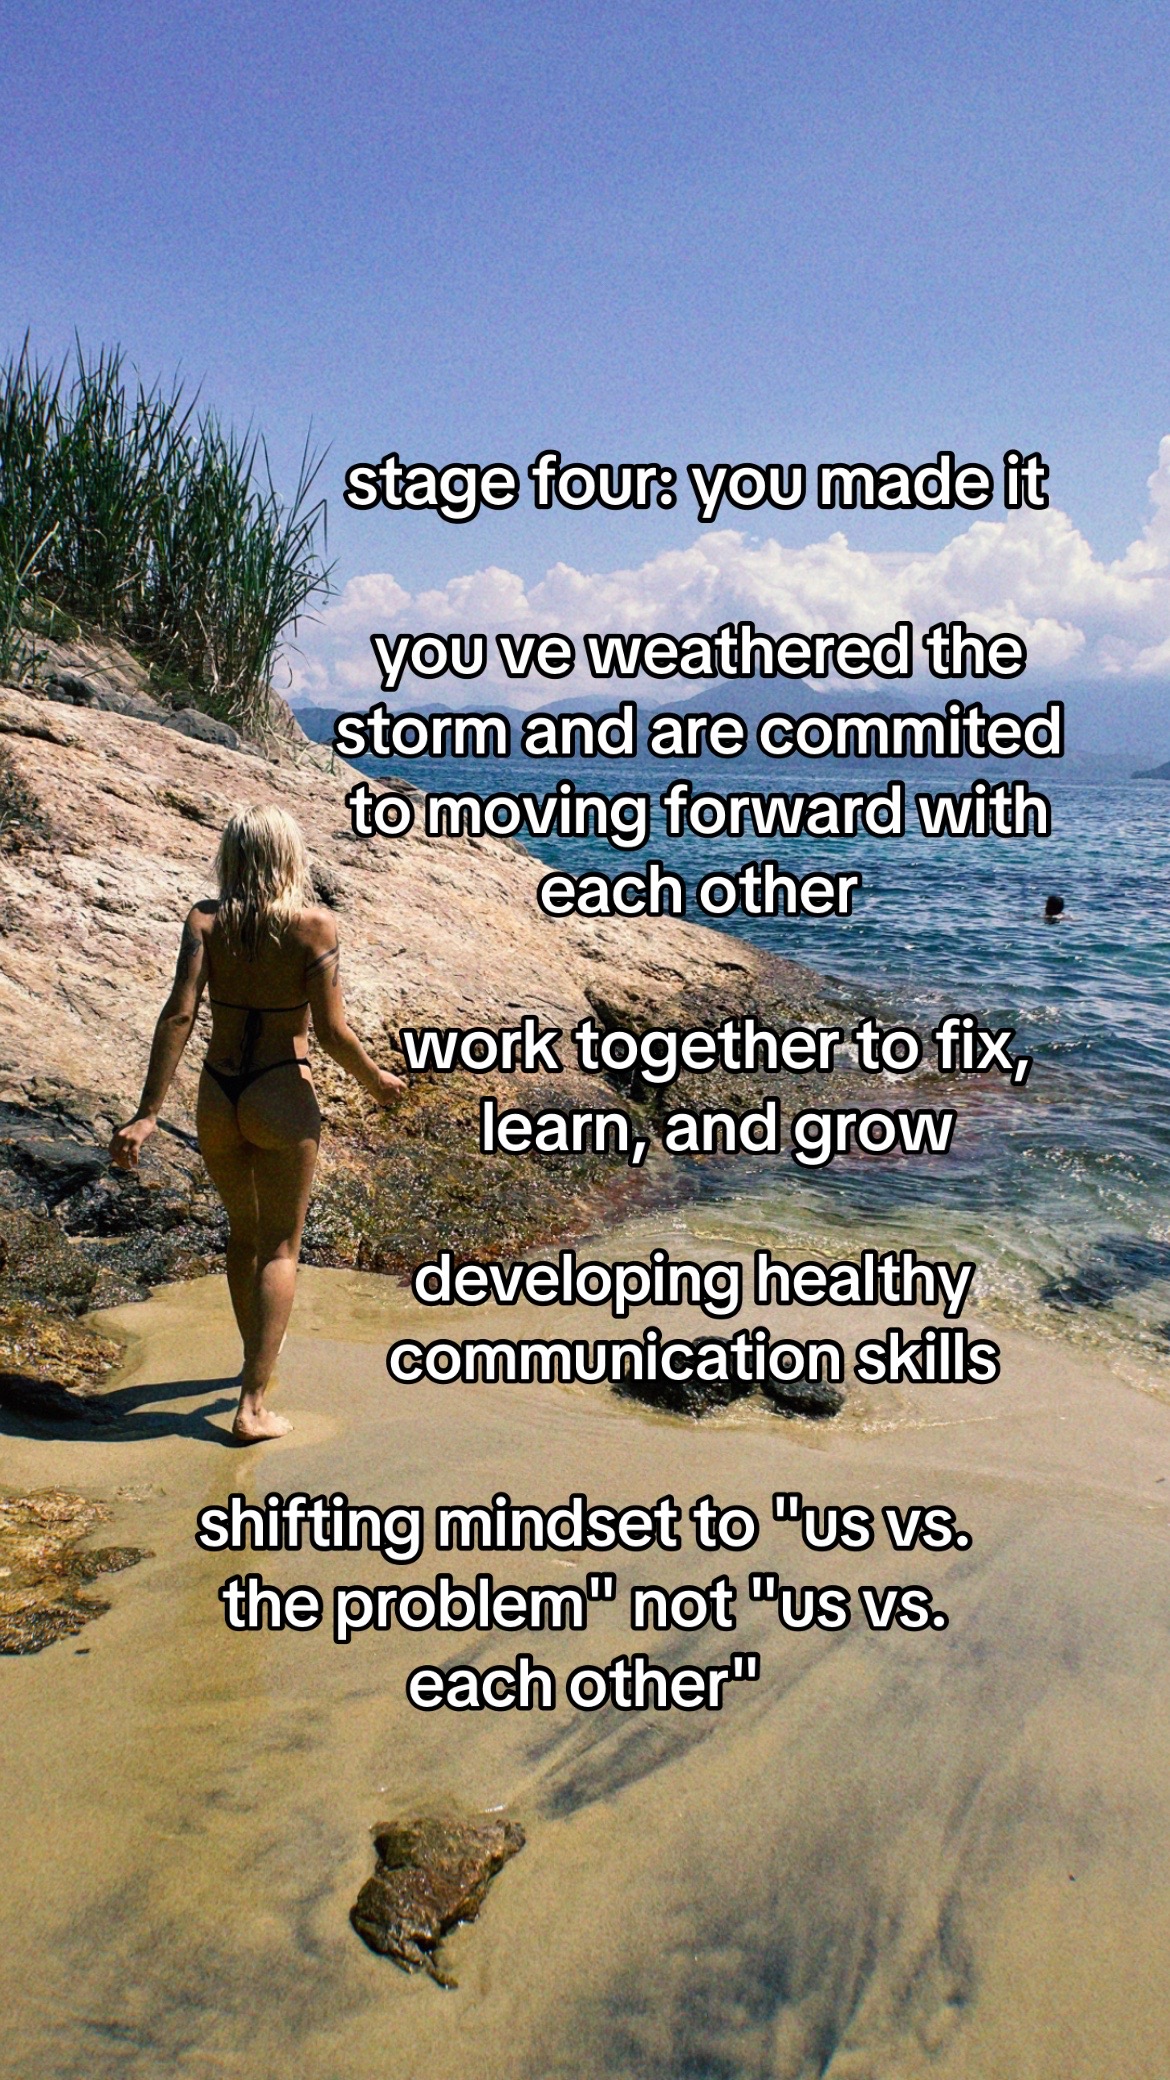 stage four: you made it
you ve weathered the
storm and are commited
to moving forward with
each other
work together to fix,
learn, and grow
developing healthy
communication skills
shifting mindset to "us vs.
the problem" not "us vs.
each other"